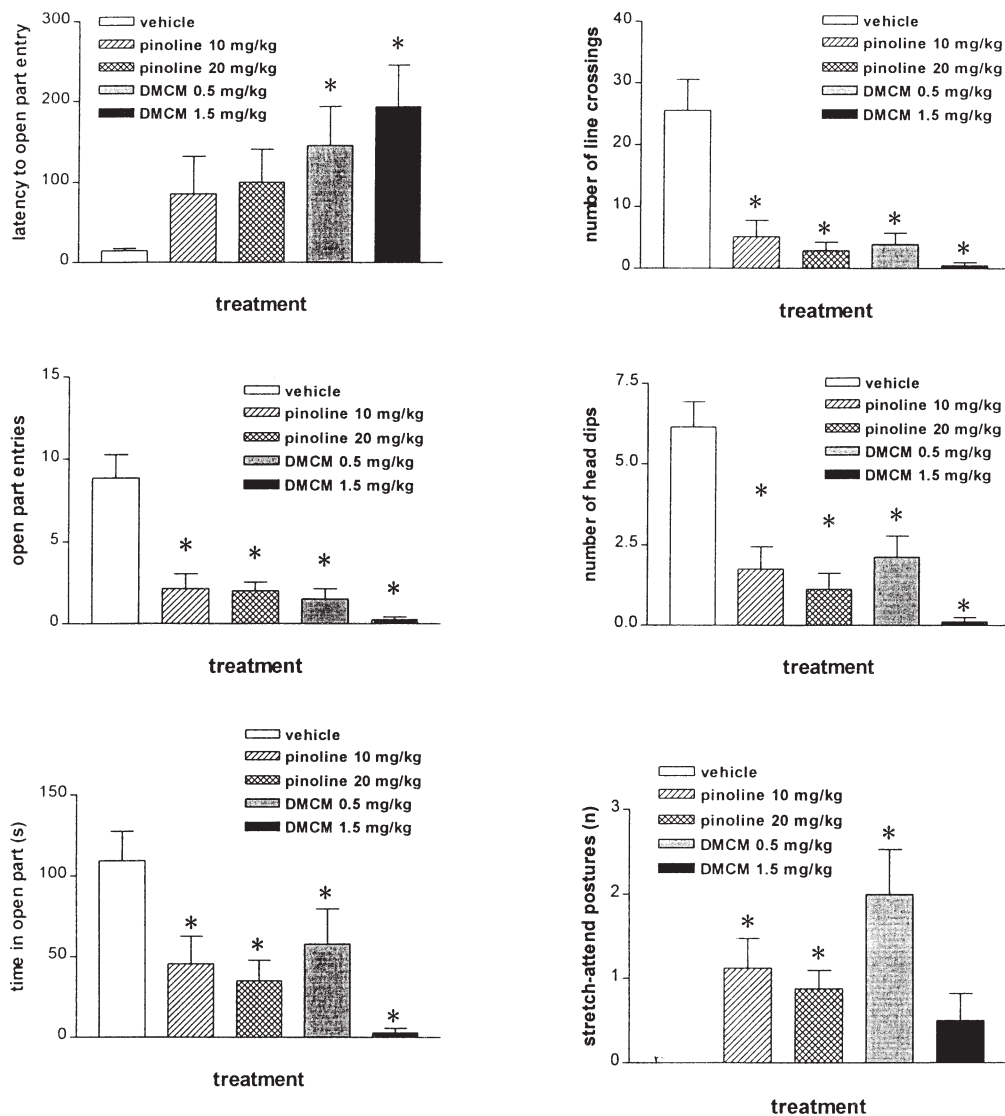 vehicle
pinoline 10 mg/kg
pinoline 20 mg/kg
DMCM 0.5 mg/kg
DMCM 1.5 mg/kg
300
200
100
0
latency to open part entry
*
*
treatment
vehicle
pinoline 10 mg/kg
pinoline 20 mg/kg
DMCM 0.5 mg/kg
DMCM 1.5 mg/kg
40
30
20
10
0
number of line crossings
*
*
*
*
treatment
vehicle
pinoline 10 mg/kg
pinoline 20 mg/kg
DMCM 0.5 mg/kg
DMCM 1.5 mg/kg
15
10
5
0
open part entries
*
*
*
*
treatment
vehicle
pinoline 10 mg/kg
pinoline 20 mg/kg
DMCM 0.5 mg/kg
DMCM 1.5 mg/kg
7.5
5.0
2.5
0.0
number of head dips
*
*
*
*
treatment
vehicle
pinoline 10 mg/kg
pinoline 20 mg/kg
DMCM 0.5 mg/kg
DMCM 1.5 mg/kg
150
100
50
0
time in open part (s)
*
*
*
*
treatment
vehicle
pinoline 10 mg/kg
pinoline 20 mg/kg
DMCM 0.5 mg/kg
DMCM 1.5 mg/kg
3
2
1
0
stretch-attend postures (n)
*
*
*
treatment